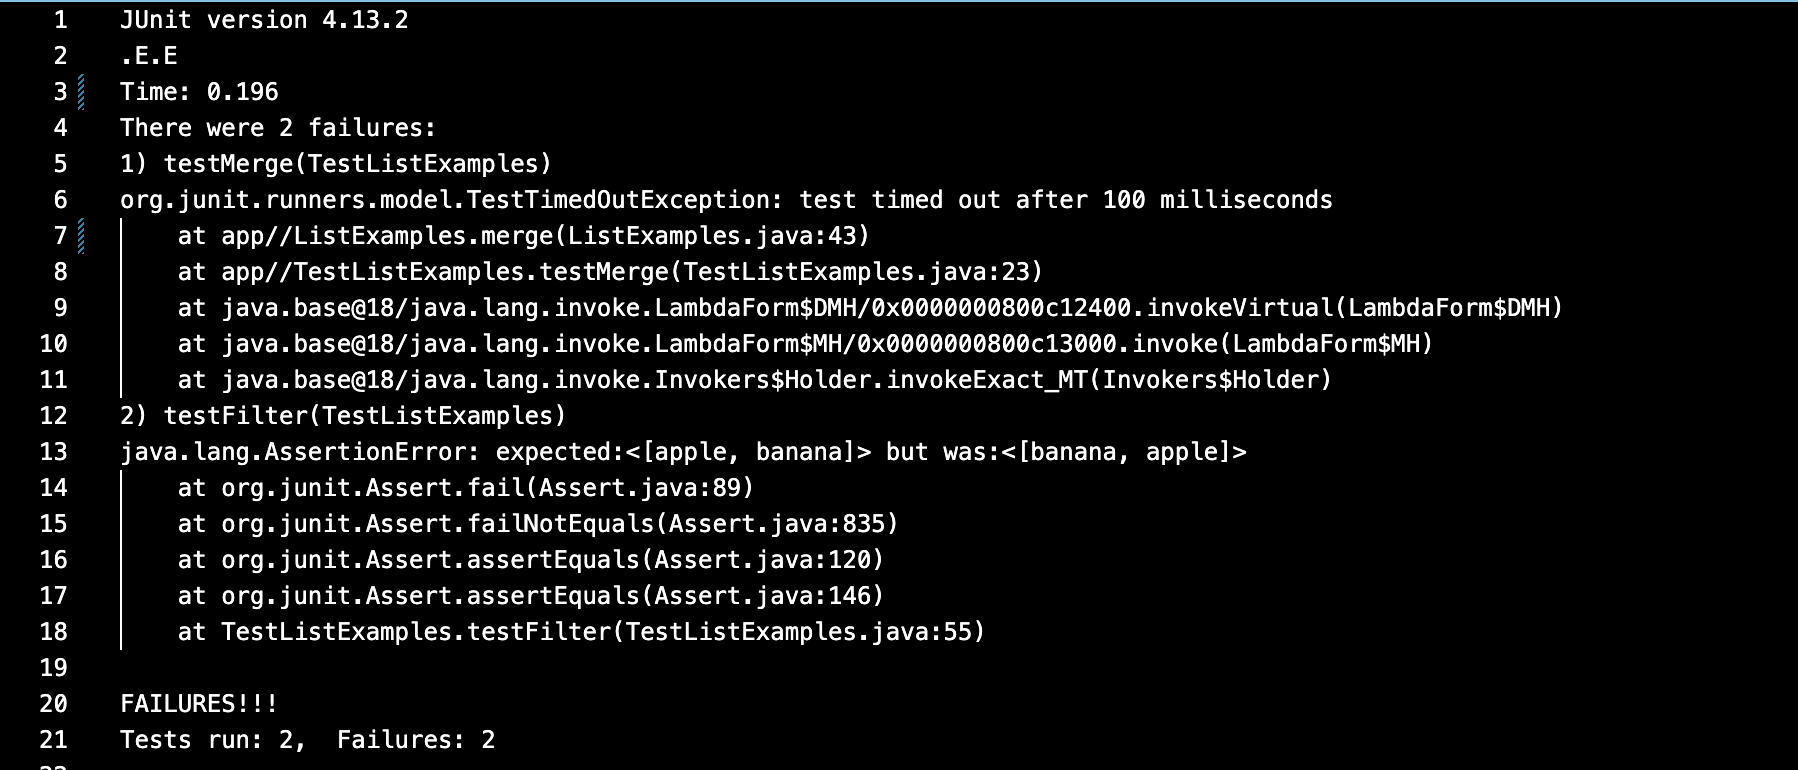 1 JUnit version 4.13.2
2 .E.E
3 Time: 0.196
4 There were 2 failures:
5 1) testMerge(TestListExamples)
6 org.junit.runners.model.TestTimedOutException: test timed out after 100 milliseconds
7     at app//ListExamples.merge(ListExamples.java:43)
8     at app//TestListExamples.testMerge(TestListExamples.java:23)
9     at java.base@18/java.lang.invoke.LambdaForm$DMH/0x0000000800c12400.invokeVirtual(LambdaForm$DMH)
10     at java.base@18/java.lang.invoke.LambdaForm$MH/0x0000000800c13000.invoke(LambdaForm$MH)
11     at java.base@18/java.lang.invoke.Invokers$Holder.invokeExact_MT(Invokers$Holder)
12 2) testFilter(TestListExamples)
13 java.lang.AssertionError: expected:<[apple, banana]> but was:<[banana, apple]>
14     at org.junit.Assert.fail(Assert.java:89)
15     at org.junit.Assert.failNotEquals(Assert.java:835)
16     at org.junit.Assert.assertEquals(Assert.java:120)
17     at org.junit.Assert.assertEquals(Assert.java:146)
18     at TestListExamples.testFilter(TestListExamples.java:55)
19
20 FAILURES!!!
21 Tests run: 2,  Failures: 2